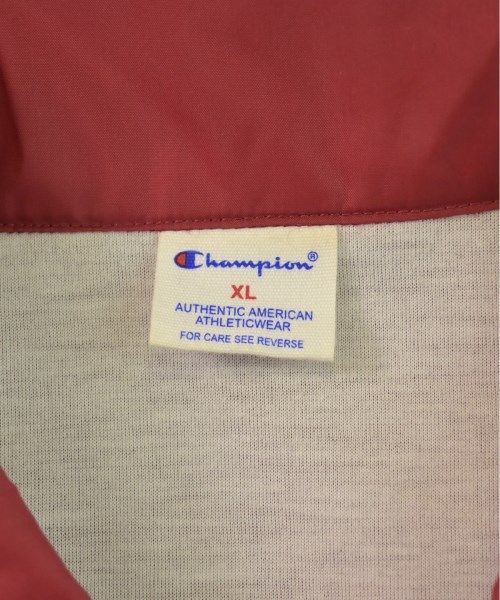 Champion®
XL
AUTHENTIC AMERICAN
ATHLETICWEAR
FOR CARE SEE REVERSE